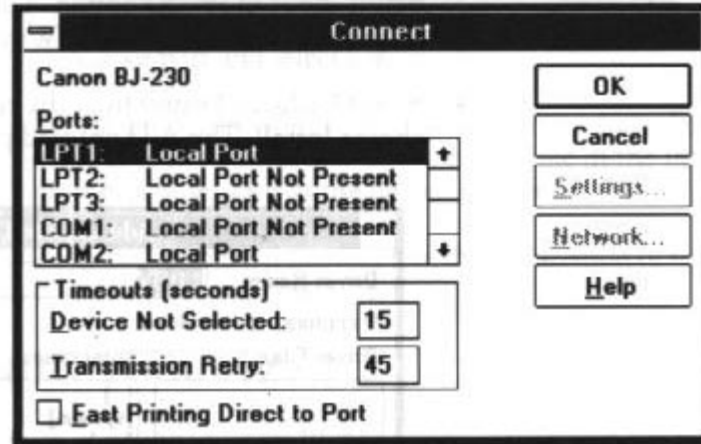 Connect
Canon BJ-230
Ports:
LPT1: Local Port
LPT2: Local Port Not Present
LPT3: Local Port Not Present
COM1: Local Port Not Present
COM2: Local Port
Timeouts (seconds)
Device Not Selected: 15
Transmission Retry: 45
Fast Printing Direct to Port
OK
Cancel
Settings...
Network...
Help